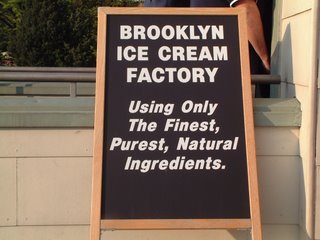 BROOKLYN
ICE CREAM
FACTORY
Using Only
The Finest,
Purest, Natural
Ingredients.